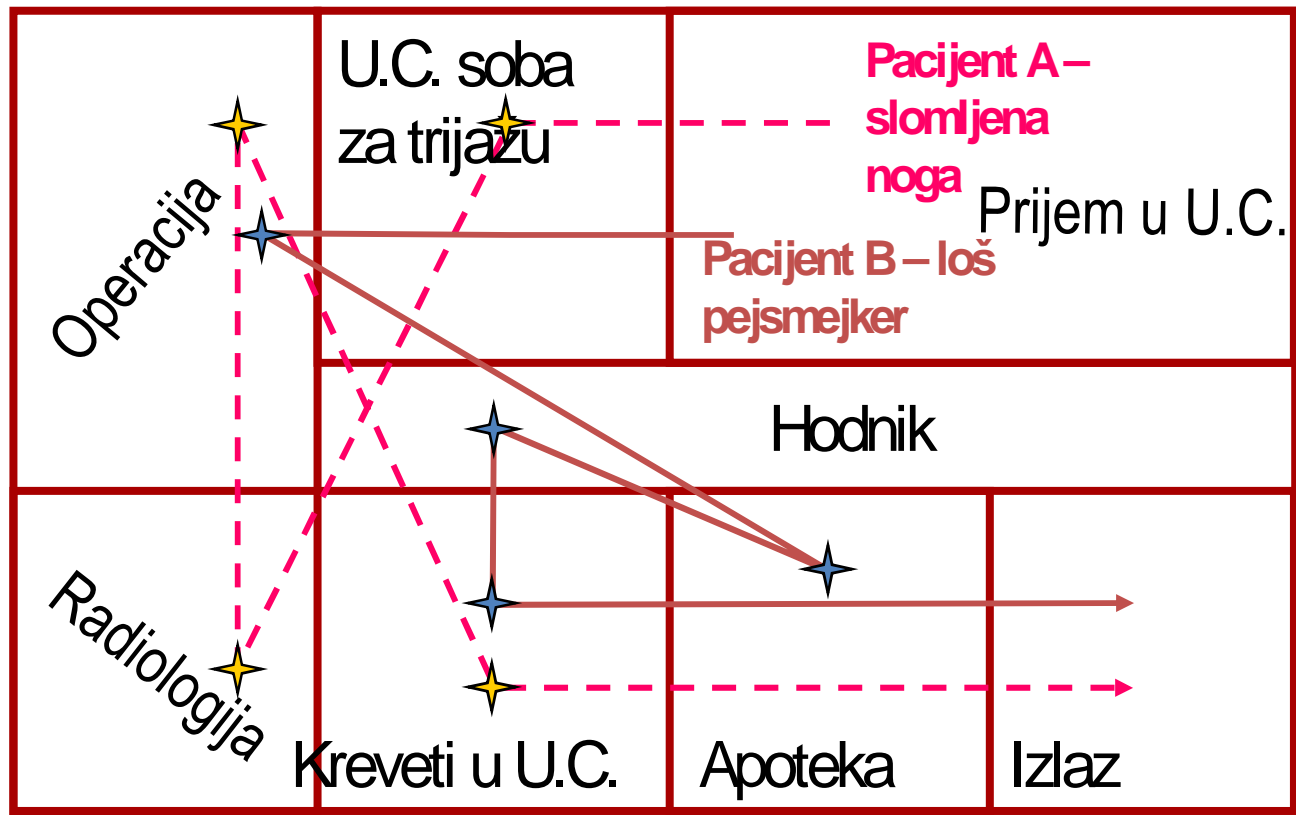 U.C. soba
za trijažu
Pacijent A –
slomljena
noga
Prijem u U.C.
Operacija
Pacijent B – loš
pejsmejker
Hodnik
Radiologija
Kreveti u U.C.
Apoteka
Izlaz